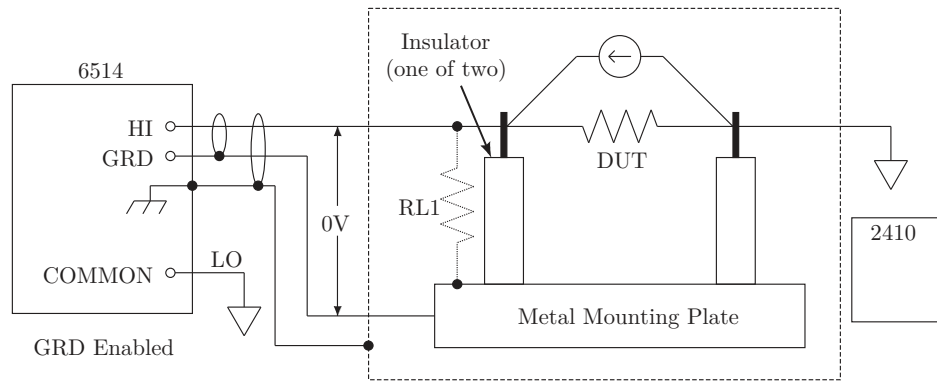 Insulator
(one of two)
6514
HI
GRD
DUT
RL1
0V
2410
COMMON
LO
Metal Mounting Plate
GRD Enabled